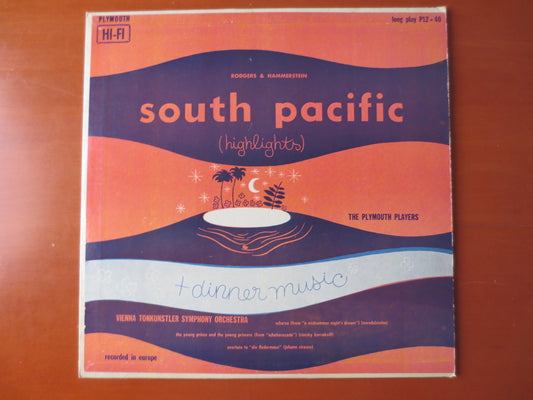 PLYMOUTH
HI-FI
long play P12 - 40
RODGERS & HAMMERSTEIN
south pacific
(highlights)
THE PLYMOUTH PLAYERS
+ dinner music
VIENNA TONKUNSTLER SYMPHONY ORCHESTRA
scherzo (from "a midsummer night's dream") (mendelssohn)
the young prince and the young princess (from "scheherazade") (rimsky korsakoff)
overture to "die fledermaus" (johann strauss)
recorded in europe